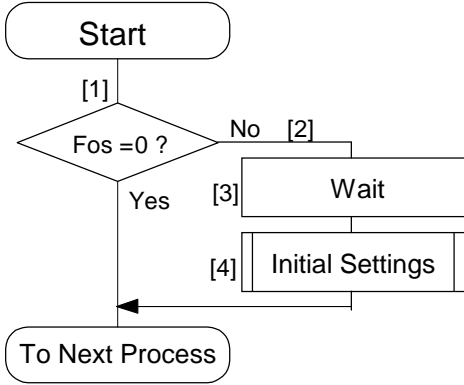 Start
[1]
Fos =0 ?
No [2]
Yes
[3]
Wait
[4]
Initial Settings
To Next Process